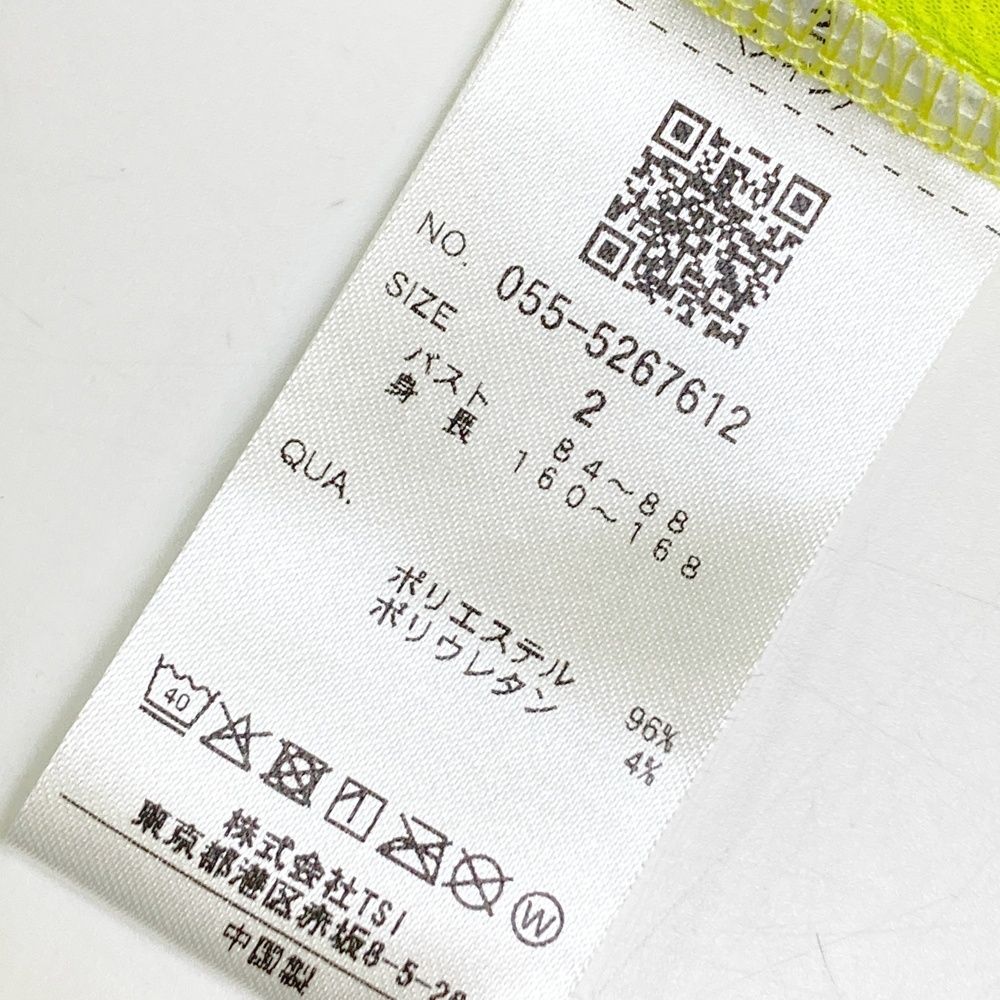 NO. 055-5267612
SIZE 2
バスト 84~88
身長 160~168
QUA.
ポリエステル 96%
ポリウレタン 4%
40
W
株式会社TSI
東京都港区赤坂8-5-28
中国製